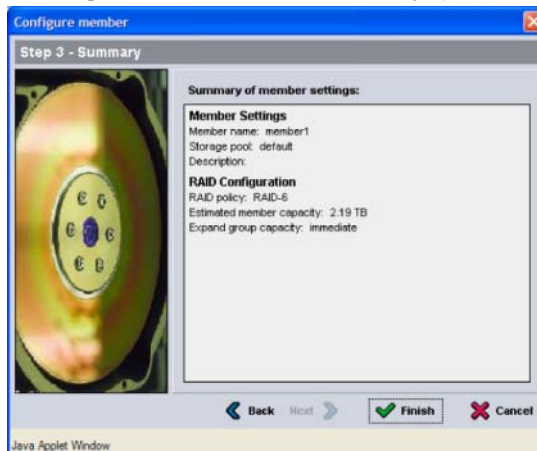 Configure member
Step 3 - Summary
Summary of member settings:
Member Settings
Member name: member1
Storage pool: default
Description:
RAID Configuration
RAID policy: RAID-6
Estimated member capacity: 2.19 TB
Expand group capacity: immediate
Back Next Finish Cancel
Java Applet Window